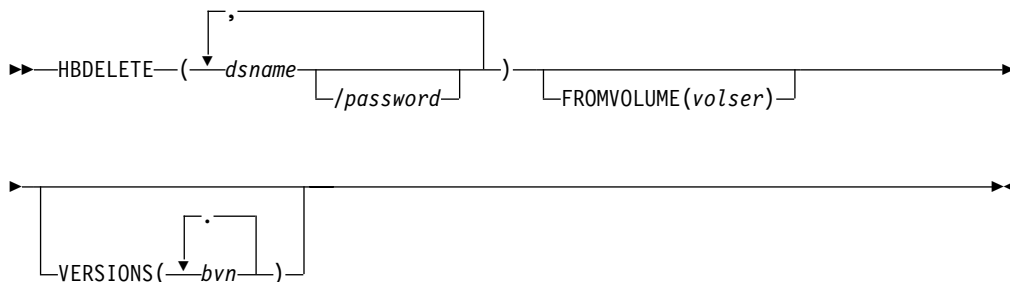 ,
HBDELETE ( dsname ) FROMVOLUME(volser)
/password
.
VERSIONS( bvn )